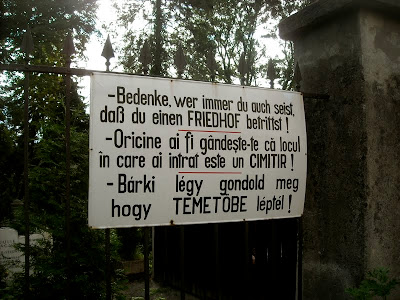 -Bedenke, wer immer du auch seist,
daß du einen FRIEDHOF betrittst !
-Oricine ai fi gândește-te că locul
în care ai intrat este un CIMITIR !
-Bárki légy gondold meg
hogy TEMETŐBE léptél !